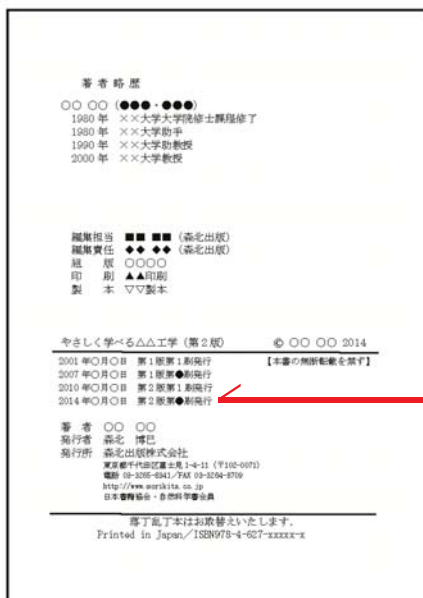 著者略歴
○○ ○○ (●●●・●●●)
1980年 ××大学大学院修士課程修了
1980年 ××大学助手
1990年 ××大学助教授
2000年 ××大学教授
編集担当 ■■ ■■ (森北出版)
編集責任 ◆◆ ◆◆ (森北出版)
組 版 ○○○○
印 刷 ▲▲印刷
製 本 ▽▽製本
やさしく学べる△△工学 (第2版) © ○○ ○○ 2014
2001年○月○日 第1版第1刷発行 【本書の無断転載を禁ず】
2007年○月○日 第1版第●刷発行
2010年○月○日 第2版第1刷発行
2014年○月○日 第2版第●刷発行
著 者 ○○ ○○
発行者 森北 博巳
発行所 森北出版株式会社
東京都千代田区富士見1-4-11 (〒102-0071)
電話 03-3265-8341/FAX 03-3264-8709
http://www.morikita.co.jp
日本書籍協会・自然科学書会員
落丁乱丁本はお取替えいたします.
Printed in Japan/ISBN978-4-627-xxxxx-x